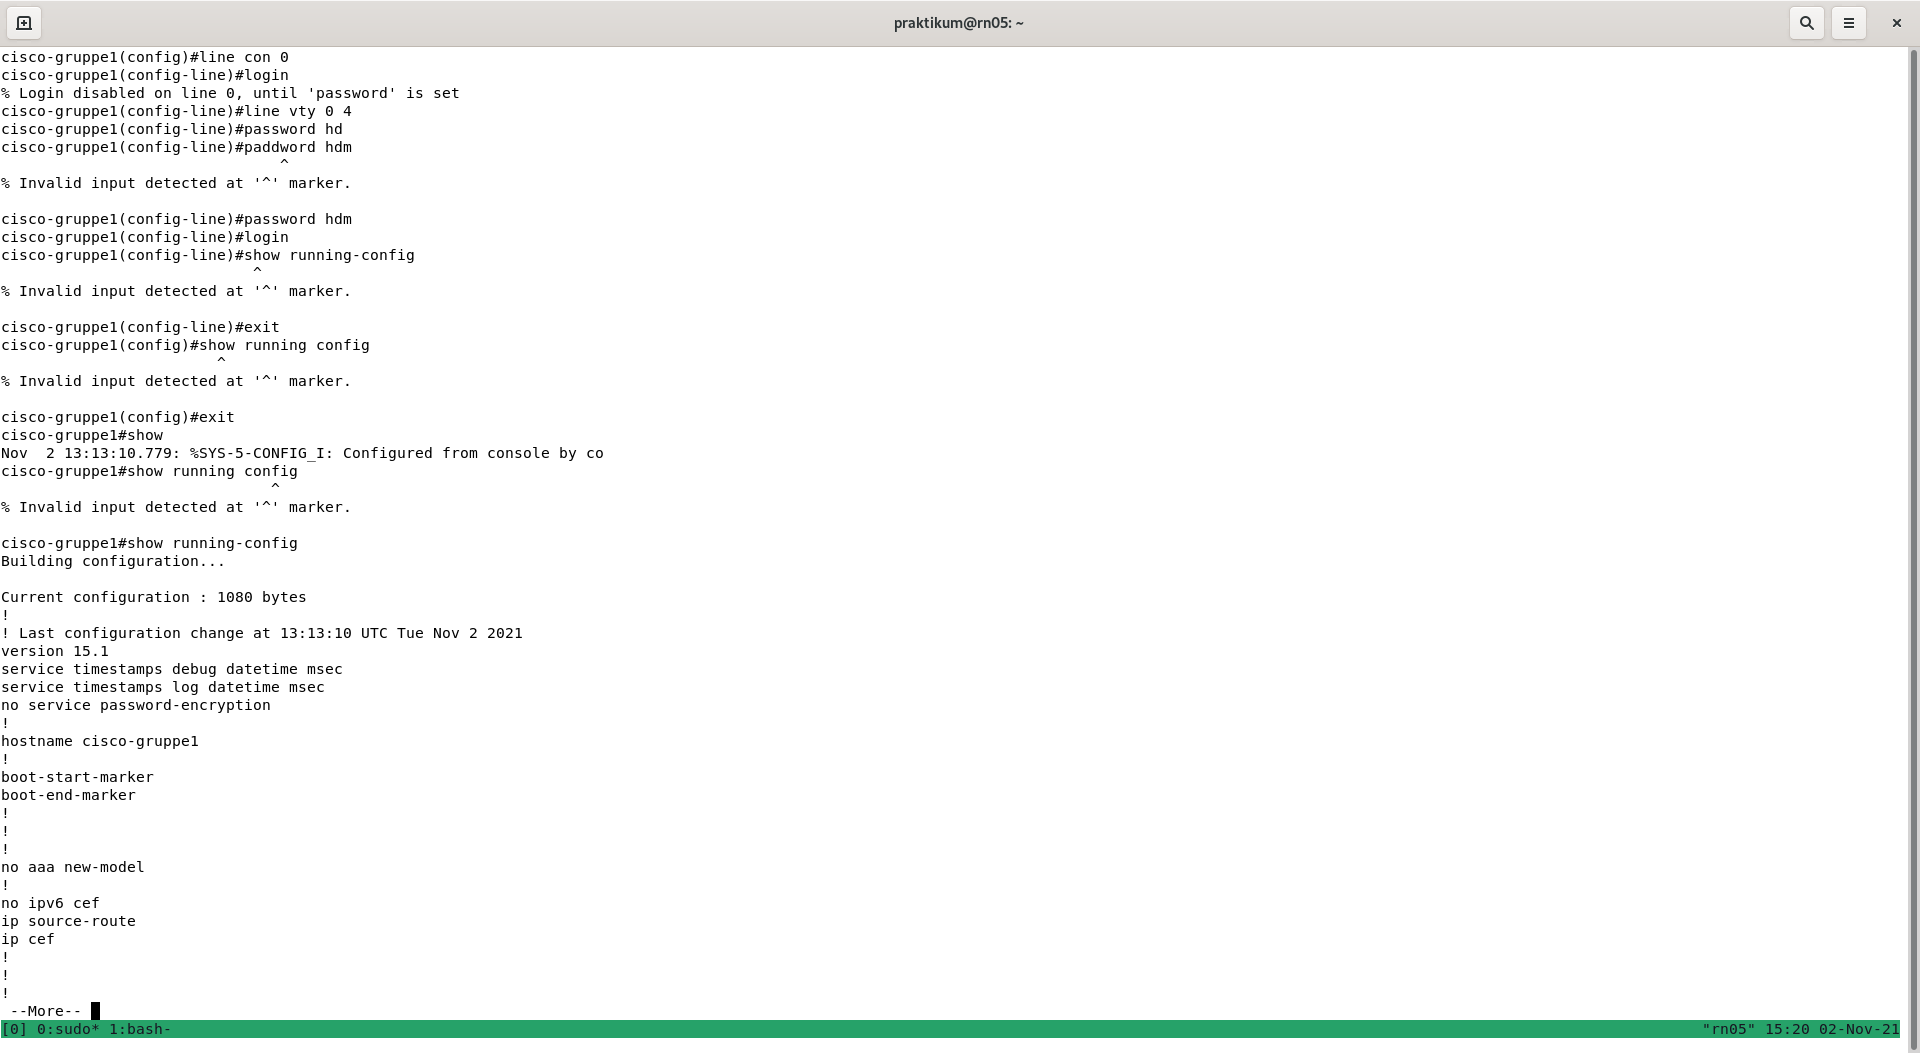 praktikum@rn05: ~
cisco-gruppe1(config)#line con 0
cisco-gruppe1(config-line)#login
% Login disabled on line 0, until 'password' is set
cisco-gruppe1(config-line)#line vty 0 4
cisco-gruppe1(config-line)#password hd
cisco-gruppe1(config-line)#paddword hdm
^
% Invalid input detected at '^' marker.
cisco-gruppe1(config-line)#password hdm
cisco-gruppe1(config-line)#login
cisco-gruppe1(config-line)#show running-config
^
% Invalid input detected at '^' marker.
cisco-gruppe1(config-line)#exit
cisco-gruppe1(config)#show running config
^
% Invalid input detected at '^' marker.
cisco-gruppe1(config)#exit
cisco-gruppe1#show
Nov  2 13:13:10.779: %SYS-5-CONFIG_I: Configured from console by co
cisco-gruppe1#show running config
^
% Invalid input detected at '^' marker.
cisco-gruppe1#show running-config
Building configuration...
Current configuration : 1080 bytes
!
! Last configuration change at 13:13:10 UTC Tue Nov 2 2021
version 15.1
service timestamps debug datetime msec
service timestamps log datetime msec
no service password-encryption
!
hostname cisco-gruppe1
!
boot-start-marker
boot-end-marker
!
!
!
no aaa new-model
!
no ipv6 cef
ip source-route
ip cef
!
!
!
--More--
[0] 0:sudo* 1:bash- "rn05" 15:20 02-Nov-21